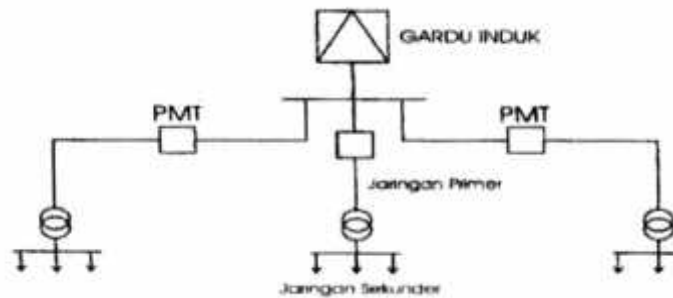 GARDU INDUK
PMT
PMT
Jaringan Primer
Jaringan Sekunder